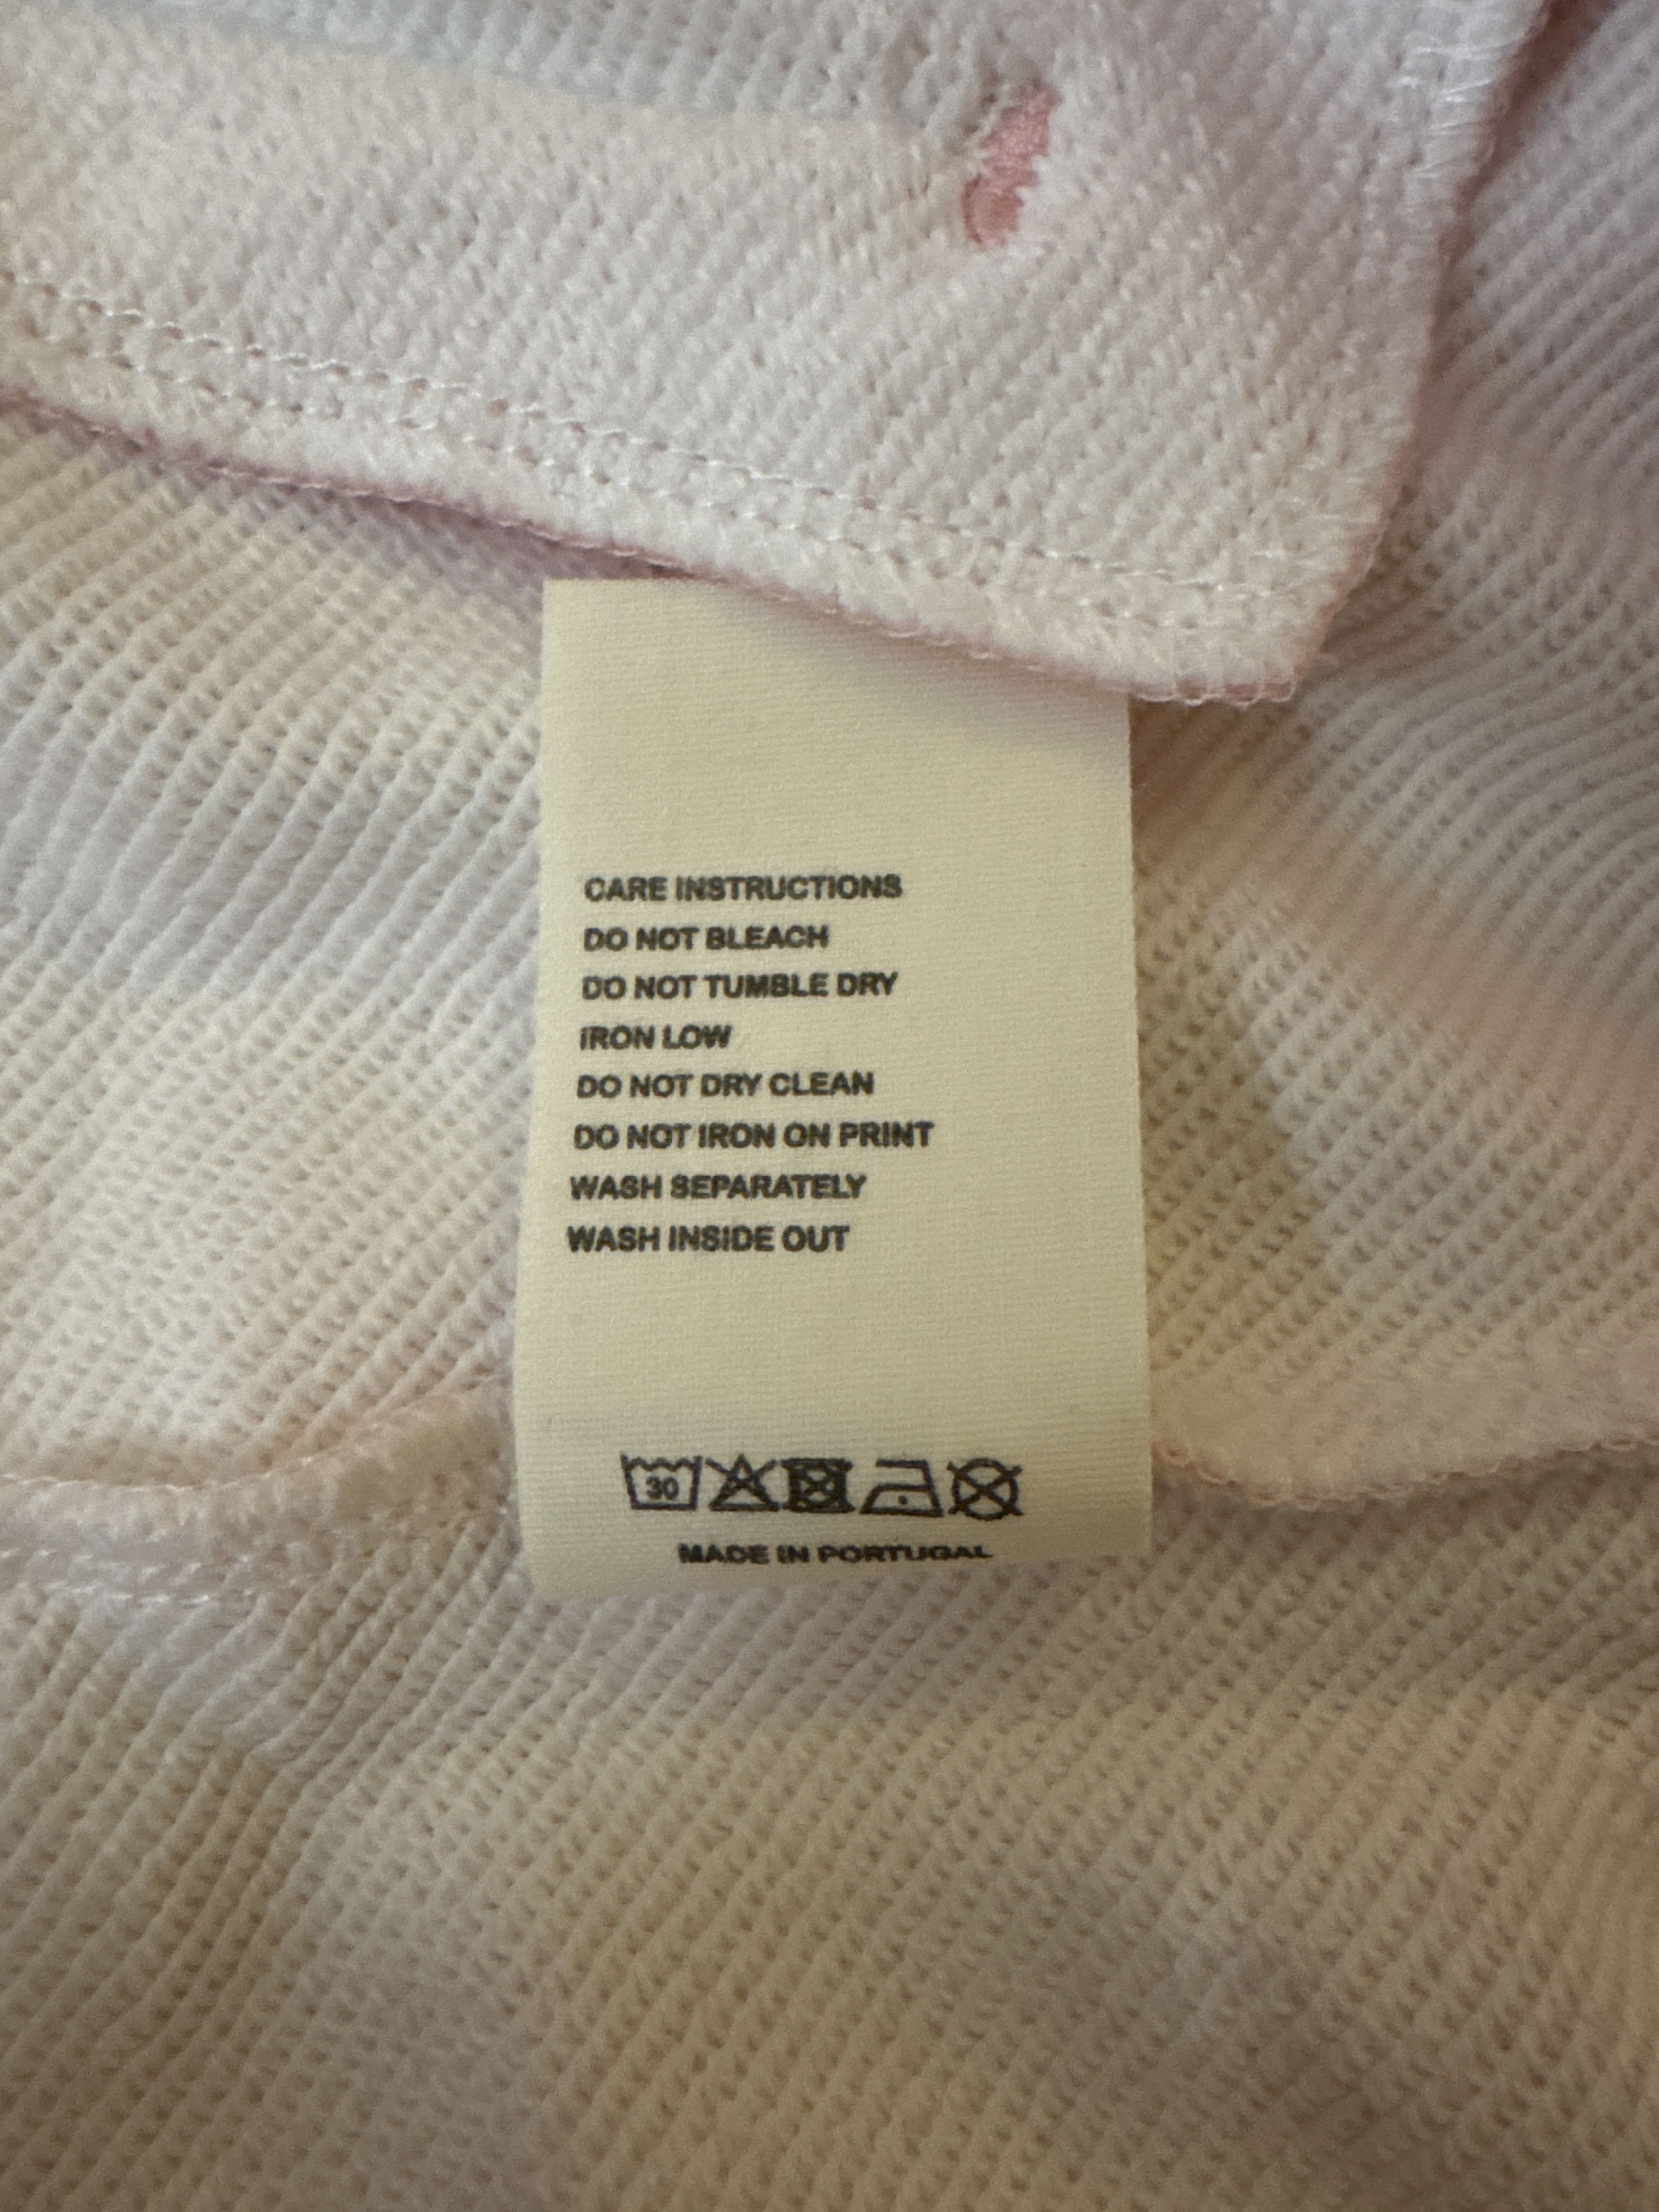 CARE INSTRUCTIONS
DO NOT BLEACH
DO NOT TUMBLE DRY
IRON LOW
DO NOT DRY CLEAN
DO NOT IRON ON PRINT
WASH SEPARATELY
WASH INSIDE OUT
30
MADE IN PORTUGAL